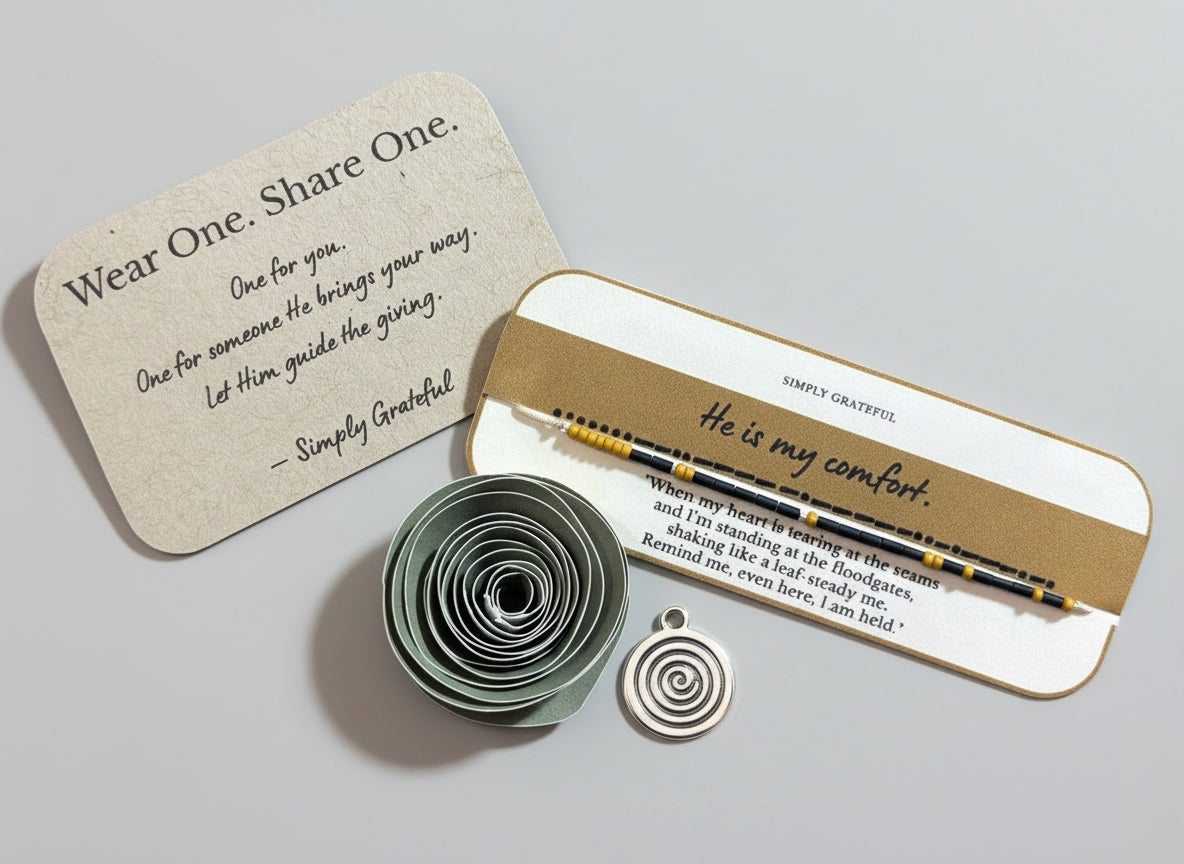 Wear One. Share One.
One for you.
One for someone He brings your way.
Let Him guide the giving.
— Simply Grateful
SIMPLY GRATEFUL
He is my comfort.
'When my heart is tearing at the seams
and I'm standing at the floodgates,
shaking like a leaf-steady me.
Remind me, even here, I am held.'